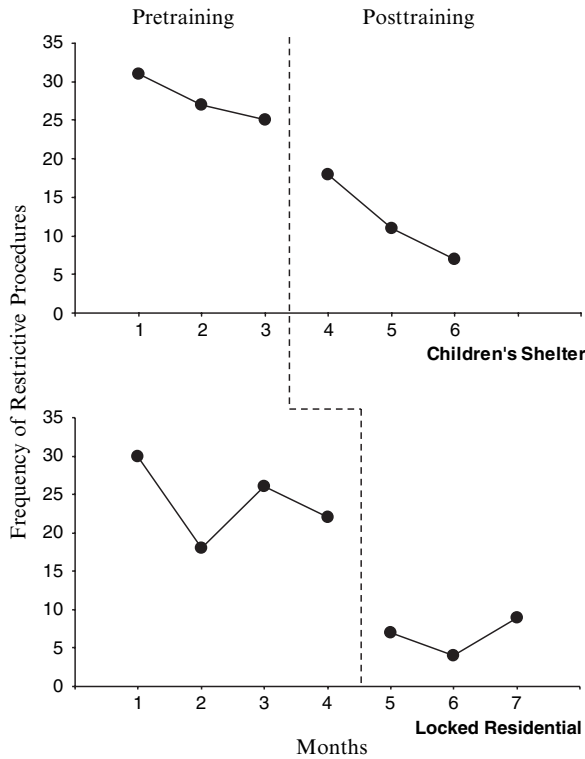 Pretraining Posttraining
Frequency of Restrictive Procedures
35
30
25
20
15
10
5
0
1 2 3 4 5 6 7
Children's Shelter
35
30
25
20
15
10
5
0
1 2 3 4 5 6 7
Locked Residential
Months